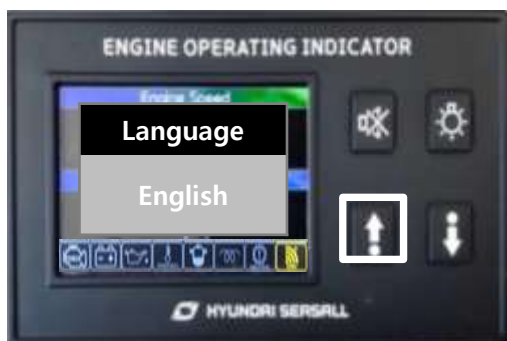 ENGINE OPERATING INDICATOR
Engine Speed
Language
English
HYUNDAI SEASALL